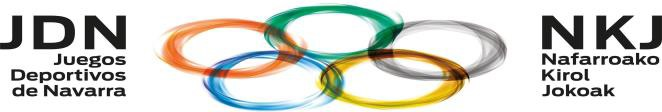 JDN
Juegos
Deportivos
de Navarra
NKJ
Nafarroako
Kirol
Jokoak